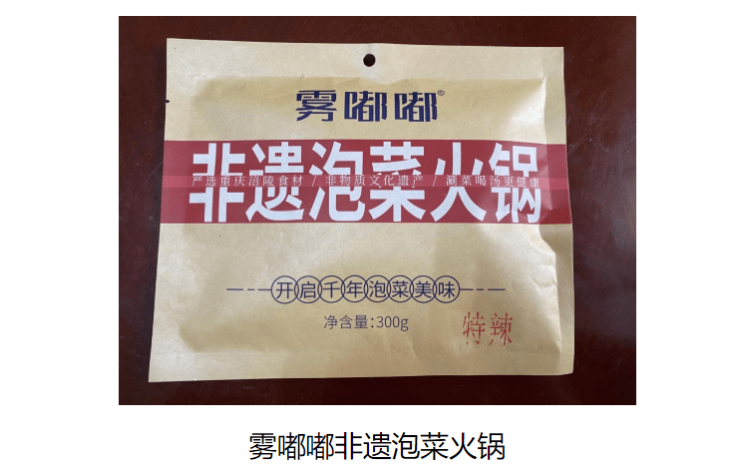 雾嘟嘟®
非遗泡菜火锅
严选重庆涪陵食材 / 非物质文化遗产 / 涮菜喝汤更健康
开启千年泡菜美味
净含量:300g
特辣
雾嘟嘟非遗泡菜火锅